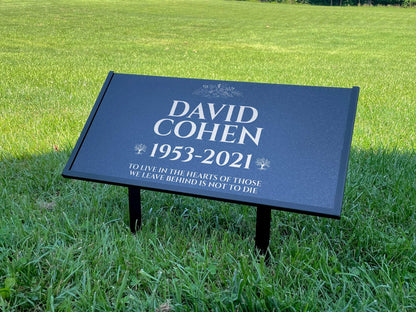 DAVID
COHEN
1953-2021
TO LIVE IN THE HEARTS OF THOSE
WE LEAVE BEHIND IS NOT TO DIE